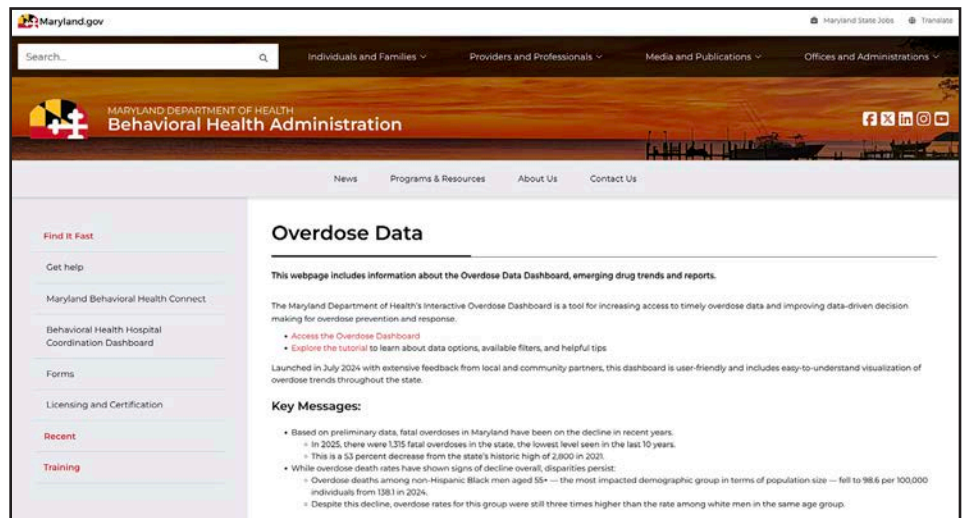 Maryland.gov
Maryland State Jobs
Translate
Search...
Individuals and Families
Providers and Professionals
Media and Publications
Offices and Administrations
MARYLAND DEPARTMENT OF HEALTH
Behavioral Health Administration
News
Programs & Resources
About Us
Contact Us
Find It Fast
Get help
Maryland Behavioral Health Connect
Behavioral Health Hospital
Coordination Dashboard
Forms
Licensing and Certification
Recent
Training
Overdose Data
This webpage includes information about the Overdose Data Dashboard, emerging drug trends and reports.
The Maryland Department of Health's Interactive Overdose Dashboard is a tool for increasing access to timely overdose data and improving data-driven decision
making for overdose prevention and response.
• Access the Overdose Dashboard
• Explore the tutorial to learn about data options, available filters, and helpful tips
Launched in July 2024 with extensive feedback from local and community partners, this dashboard is user-friendly and includes easy-to-understand visualization of
overdose trends throughout the state.
Key Messages:
• Based on preliminary data, fatal overdoses in Maryland have been on the decline in recent years.
◦ In 2025, there were 1,315 fatal overdoses in the state, the lowest level seen in the last 10 years.
◦ This is a 53 percent decrease from the state's historic high of 2,800 in 2021.
• While overdose death rates have shown signs of decline overall, disparities persist:
◦ Overdose deaths among non-Hispanic Black men aged 55+ — the most impacted demographic group in terms of population size — fell to 98.6 per 100,000
individuals from 138.1 in 2024.
◦ Despite this decline, overdose rates for this group were still three times higher than the rate among white men in the same age group.